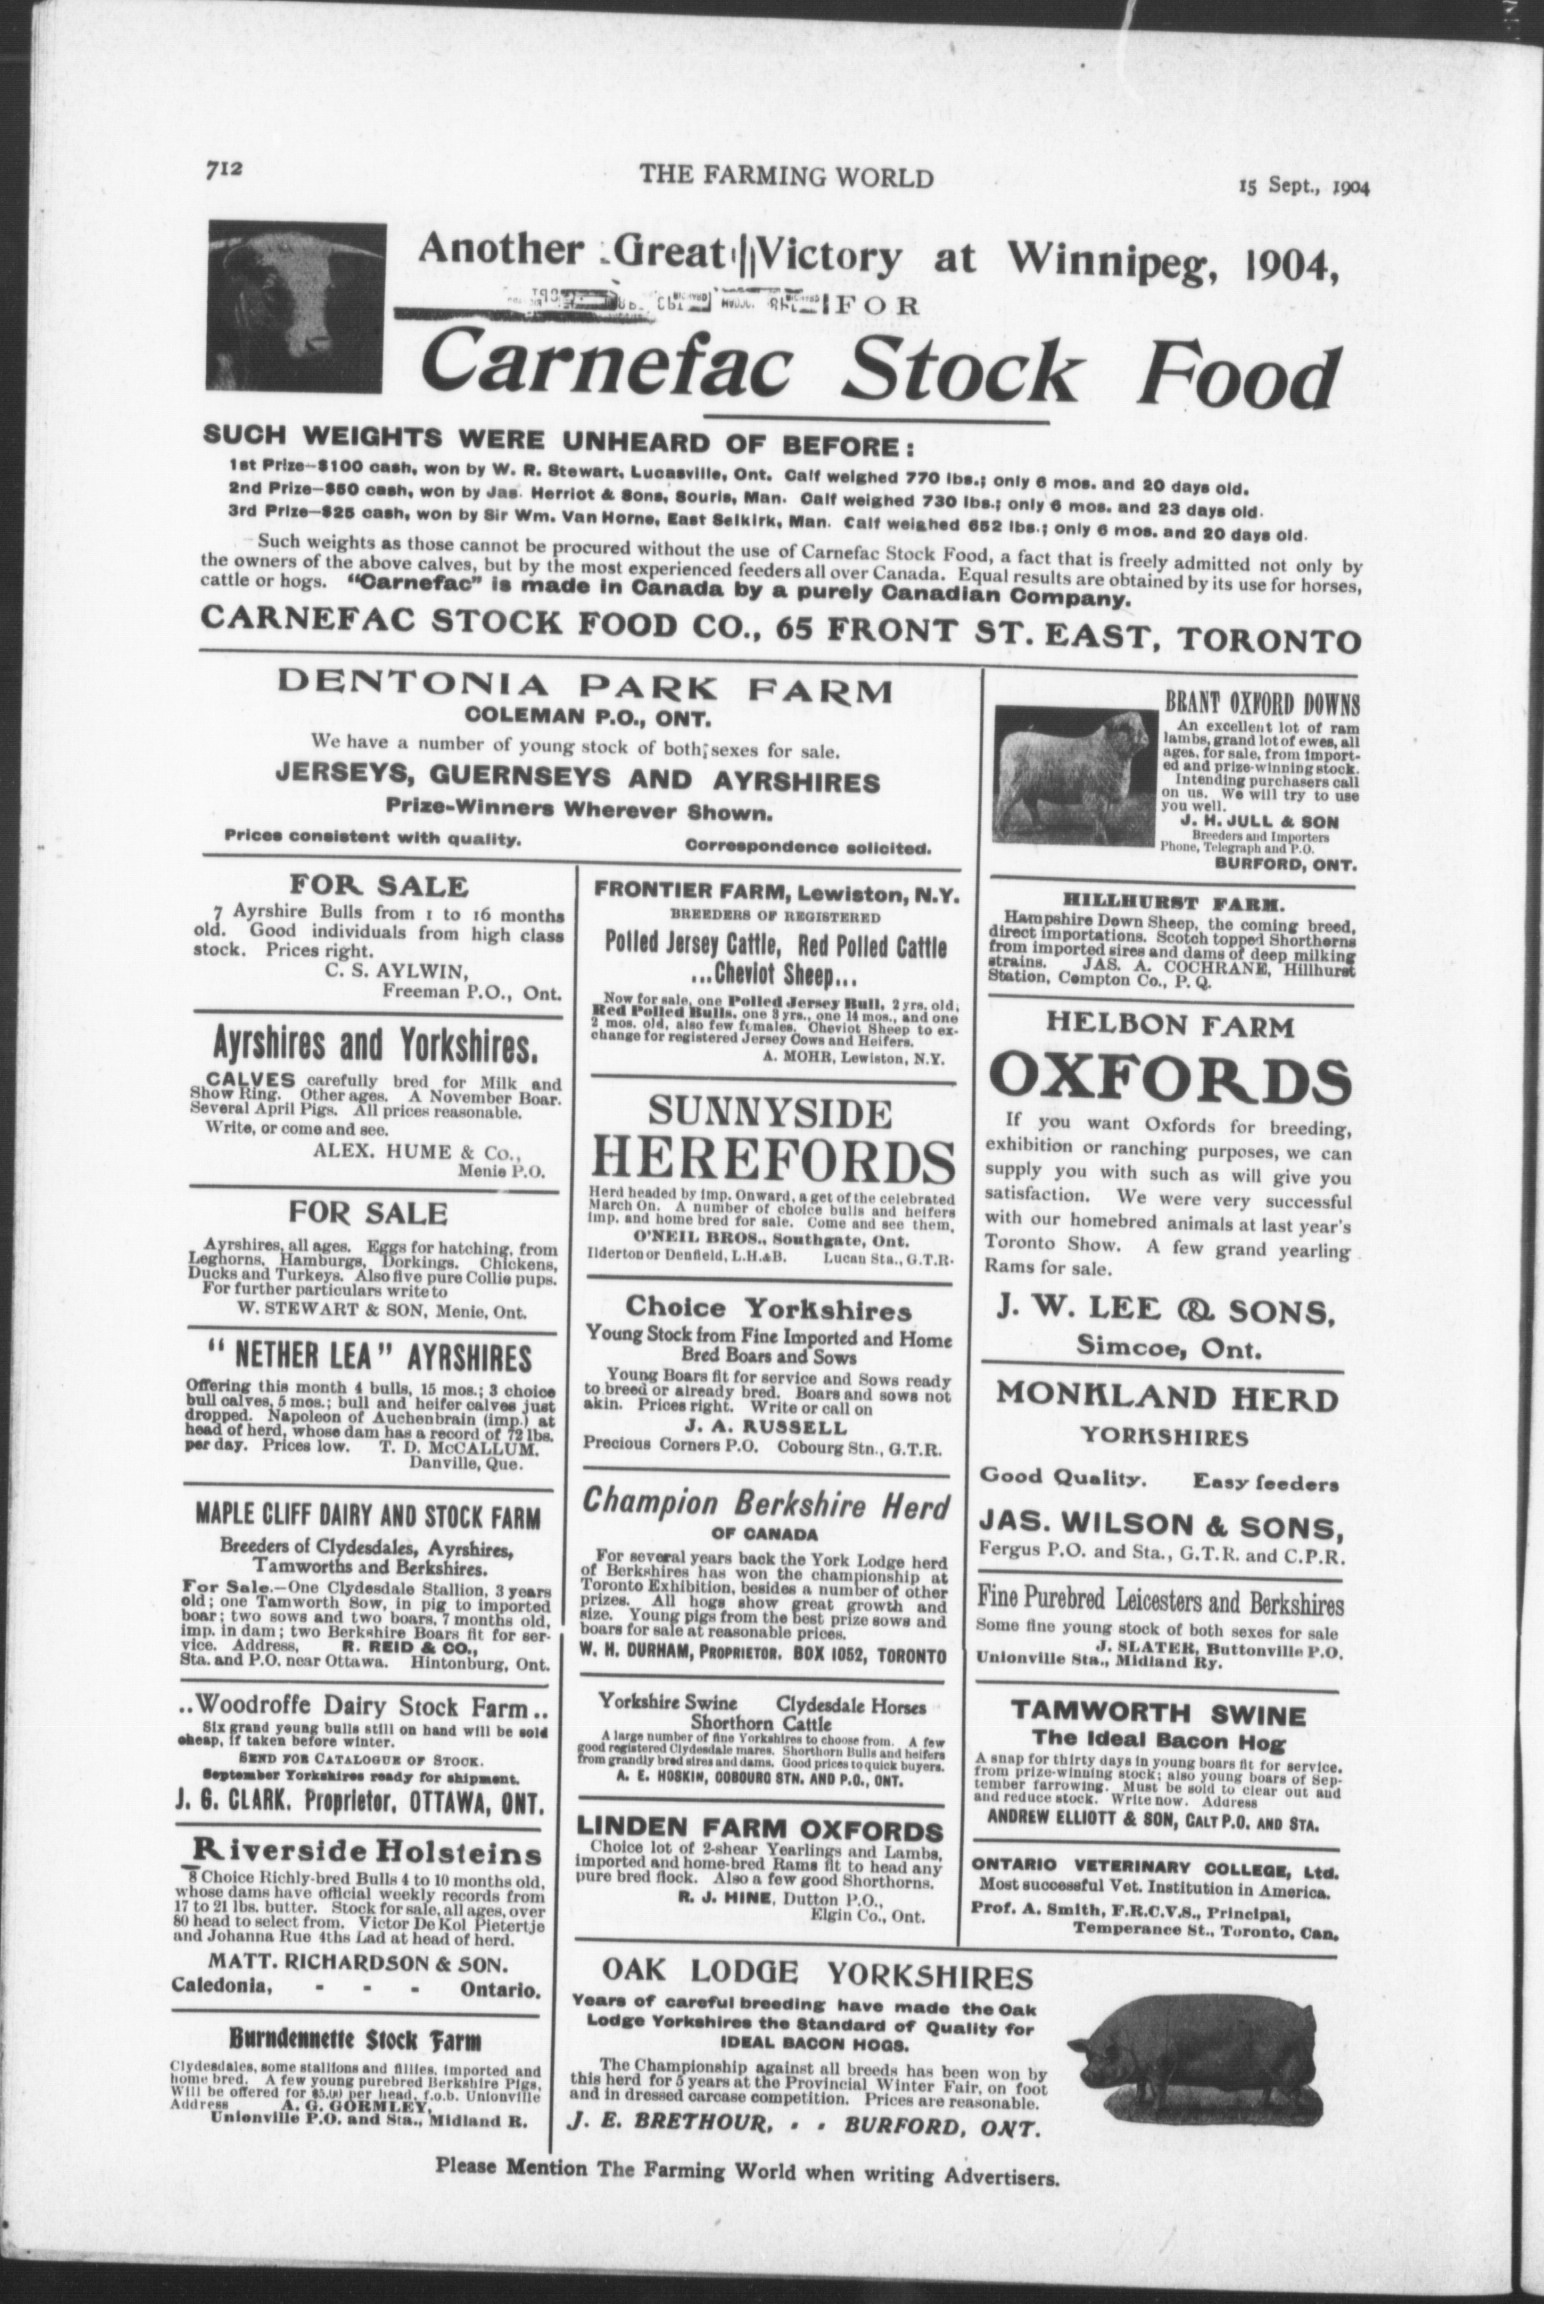 712
THE FARMING WORLD
15 Sept., 1904
Another Great Victory at Winnipeg, 1904,
FOR
Carnefac Stock Food
SUCH WEIGHTS WERE UNHEARD OF BEFORE:
1st Prize—$100 cash, won by W. R. Stewart, Lucasville, Ont. Calf weighed 770 lbs.; only 6 mos. and 20 days old.
2nd Prize—$50 cash, won by Jas. Herriot & Sons, Souris, Man. Calf weighed 730 lbs.; only 6 mos. and 23 days old.
3rd Prize—$25 cash, won by Sir Wm. Van Horne, East Selkirk, Man. Calf weighed 652 lbs.; only 6 mos. and 20 days old.
Such weights as those cannot be procured without the use of Carnefac Stock Food, a fact that is freely admitted not only by
the owners of the above calves, but by the most experienced feeders all over Canada. Equal results are obtained by its use for horses,
cattle or hogs. "Carnefac" is made in Canada by a purely Canadian Company.
CARNEFAC STOCK FOOD CO., 65 FRONT ST. EAST, TORONTO
DENTONIA PARK FARM
COLEMAN P.O., ONT.
We have a number of young stock of both sexes for sale.
JERSEYS, GUERNSEYS AND AYRSHIRES
Prize-Winners Wherever Shown.
Prices consistent with quality. Correspondence solicited.
FOR SALE
7 Ayrshire Bulls from 1 to 16 months
old. Good individuals from high class
stock. Prices right.
C. S. AYLWIN,
Freeman P.O., Ont.
Ayrshires and Yorkshires.
CALVES carefully bred for Milk and
Show Ring. Other ages. A November Boar.
Several April Pigs. All prices reasonable.
Write, or come and see.
ALEX. HUME & Co.,
Menie P.O.
FOR SALE
Ayrshires, all ages. Eggs for hatching, from
Leghorns, Hamburgs, Dorkings. Chickens,
Ducks and Turkeys. Also five pure Collie pups.
For further particulars write to
W. STEWART & SON, Menie, Ont.
"NETHER LEA" AYRSHIRES
Offering this month 4 bulls, 15 mos.; 3 choice
bull calves, 5 mos.; bull and heifer calves just
dropped. Napoleon of Auchenbrain (imp.) at
head of herd, whose dam has a record of 72 lbs.
per day. Prices low. T. D. McCALLUM.
Danville, Que.
MAPLE CLIFF DAIRY AND STOCK FARM
Breeders of Clydesdales, Ayrshires,
Tamworths and Berkshires.
For Sale.—One Clydesdale Stallion, 3 years
old; one Tamworth Sow, in pig to imported
boar; two sows and two boars, 7 months old,
imp. in dam; two Berkshire Boars fit for ser-
vice. Address, R. REID & CO.,
Sta. and P.O. near Ottawa. Hintonburg, Ont.
..Woodroffe Dairy Stock Farm..
Six grand young bulls still on hand will be sold
cheap, if taken before winter.
SEND FOR CATALOGUE OF STOCK.
September Yorkshires ready for shipment.
J. G. CLARK. Proprietor, OTTAWA, ONT.
Riverside Holsteins
8 Choice Richly-bred Bulls 4 to 10 months old,
whose dams have official weekly records from
17 to 21 lbs. butter. Stock for sale, all ages, over
80 head to select from. Victor De Kol Pietertje
and Johanna Rue 4ths Lad at head of herd.
MATT. RICHARDSON & SON.
Caledonia, - - - Ontario.
Burndennette Stock Farm
Clydesdales, some stallions and fillies, imported and
home bred. A few young purebred Berkshire Pigs.
Will be offered for $5.00 per head, f.o.b. Unionville
Address A. G. GORMLEY,
Unionville P.O. and Sta., Midland R.
FRONTIER FARM, Lewiston, N.Y.
BREEDERS OF REGISTERED
Polled Jersey Cattle, Red Polled Cattle
...Cheviot Sheep...
Now for sale, one Polled Jersey Bull, 2 yrs. old;
Red Polled Bulls, one 3 yrs., one 14 mos., and one
2 mos. old, also few females. Cheviot Sheep to ex-
change for registered Jersey Cows and Heifers.
A. MOHR, Lewiston, N.Y.
SUNNYSIDE
HEREFORDS
Herd headed by Imp. Onward, a get of the celebrated
March On. A number of choice bulls and heifers
imp. and home bred for sale. Come and see them.
O'NEIL BROS., Southgate, Ont.
Ilderton or Denfield, L.H.&B. Lucan Sta., G.T.R.
Choice Yorkshires
Young Stock from Fine Imported and Home
Bred Boars and Sows
Young Boars fit for service and Sows ready
to breed or already bred. Boars and sows not
akin. Prices right. Write or call on
J. A. RUSSELL
Precious Corners P.O. Cobourg Stn., G.T.R.
Champion Berkshire Herd
OF CANADA
For several years back the York Lodge herd
of Berkshires has won the championship at
Toronto Exhibition, besides a number of other
prizes. All hogs show great growth and
size. Young pigs from the best prize sows and
boars for sale at reasonable prices.
W. H. DURHAM, PROPRIETOR. BOX 1052, TORONTO
Yorkshire Swine Clydesdale Horses
Shorthorn Cattle
A large number of fine Yorkshires to choose from. A few
good registered Clydesdale mares. Shorthorn Bulls and heifers
from grandly bred sires and dams. Good prices to quick buyers.
A. E. HOSKIN, COBOURG STN. AND P.O., ONT.
LINDEN FARM OXFORDS
Choice lot of 2-shear Yearlings and Lambs,
imported and home-bred Rams fit to head any
pure bred flock. Also a few good Shorthorns.
R. J. HINE, Dutton P.O.,
Elgin Co., Ont.
BRANT OXFORD DOWNS
An excellent lot of ram
lambs, grand lot of ewes, all
ages, for sale, from import-
ed and prize-winning stock.
Intending purchasers call
on us. We will try to use
you well.
J. H. JULL & SON
Breeders and Importers
Phone, Telegraph and P.O.
BURFORD, ONT.
HILLHURST FARM.
Hampshire Down Sheep, the coming breed,
direct importations. Scotch topped Shorthorns
from imported sires and dams of deep milking
strains. JAS. A. COCHRANE, Hillhurst
Station, Compton Co., P. Q.
HELBON FARM
OXFORDS
If you want Oxfords for breeding,
exhibition or ranching purposes, we can
supply you with such as will give you
satisfaction. We were very successful
with our homebred animals at last year's
Toronto Show. A few grand yearling
Rams for sale.
J. W. LEE & SONS,
Simcoe, Ont.
MONKLAND HERD
YORKSHIRES
Good Quality. Easy feeders
JAS. WILSON & SONS,
Fergus P.O. and Sta., G.T.R. and C.P.R.
Fine Purebred Leicesters and Berkshires
Some fine young stock of both sexes for sale
J. SLATER, Buttonville P.O.
Unionville Sta., Midland Ry.
TAMWORTH SWINE
The Ideal Bacon Hog
A snap for thirty days in young boars fit for service,
from prize-winning stock; also young boars of Sep-
tember farrowing. Must be sold to clear out and
and reduce stock. Write now. Address
ANDREW ELLIOTT & SON, GALT P.O. AND STA.
ONTARIO VETERINARY COLLEGE, Ltd.
Most successful Vet. Institution in America.
Prof. A. Smith, F.R.C.V.S., Principal,
Temperance St., Toronto, Can.
OAK LODGE YORKSHIRES
Years of careful breeding have made the Oak
Lodge Yorkshires the Standard of Quality for
IDEAL BACON HOGS.
The Championship against all breeds has been won by
this herd for 5 years at the Provincial Winter Fair, on foot
and in dressed carcase competition. Prices are reasonable.
J. E. BRETHOUR, - - BURFORD, ONT.
Please Mention The Farming World when writing Advertisers.